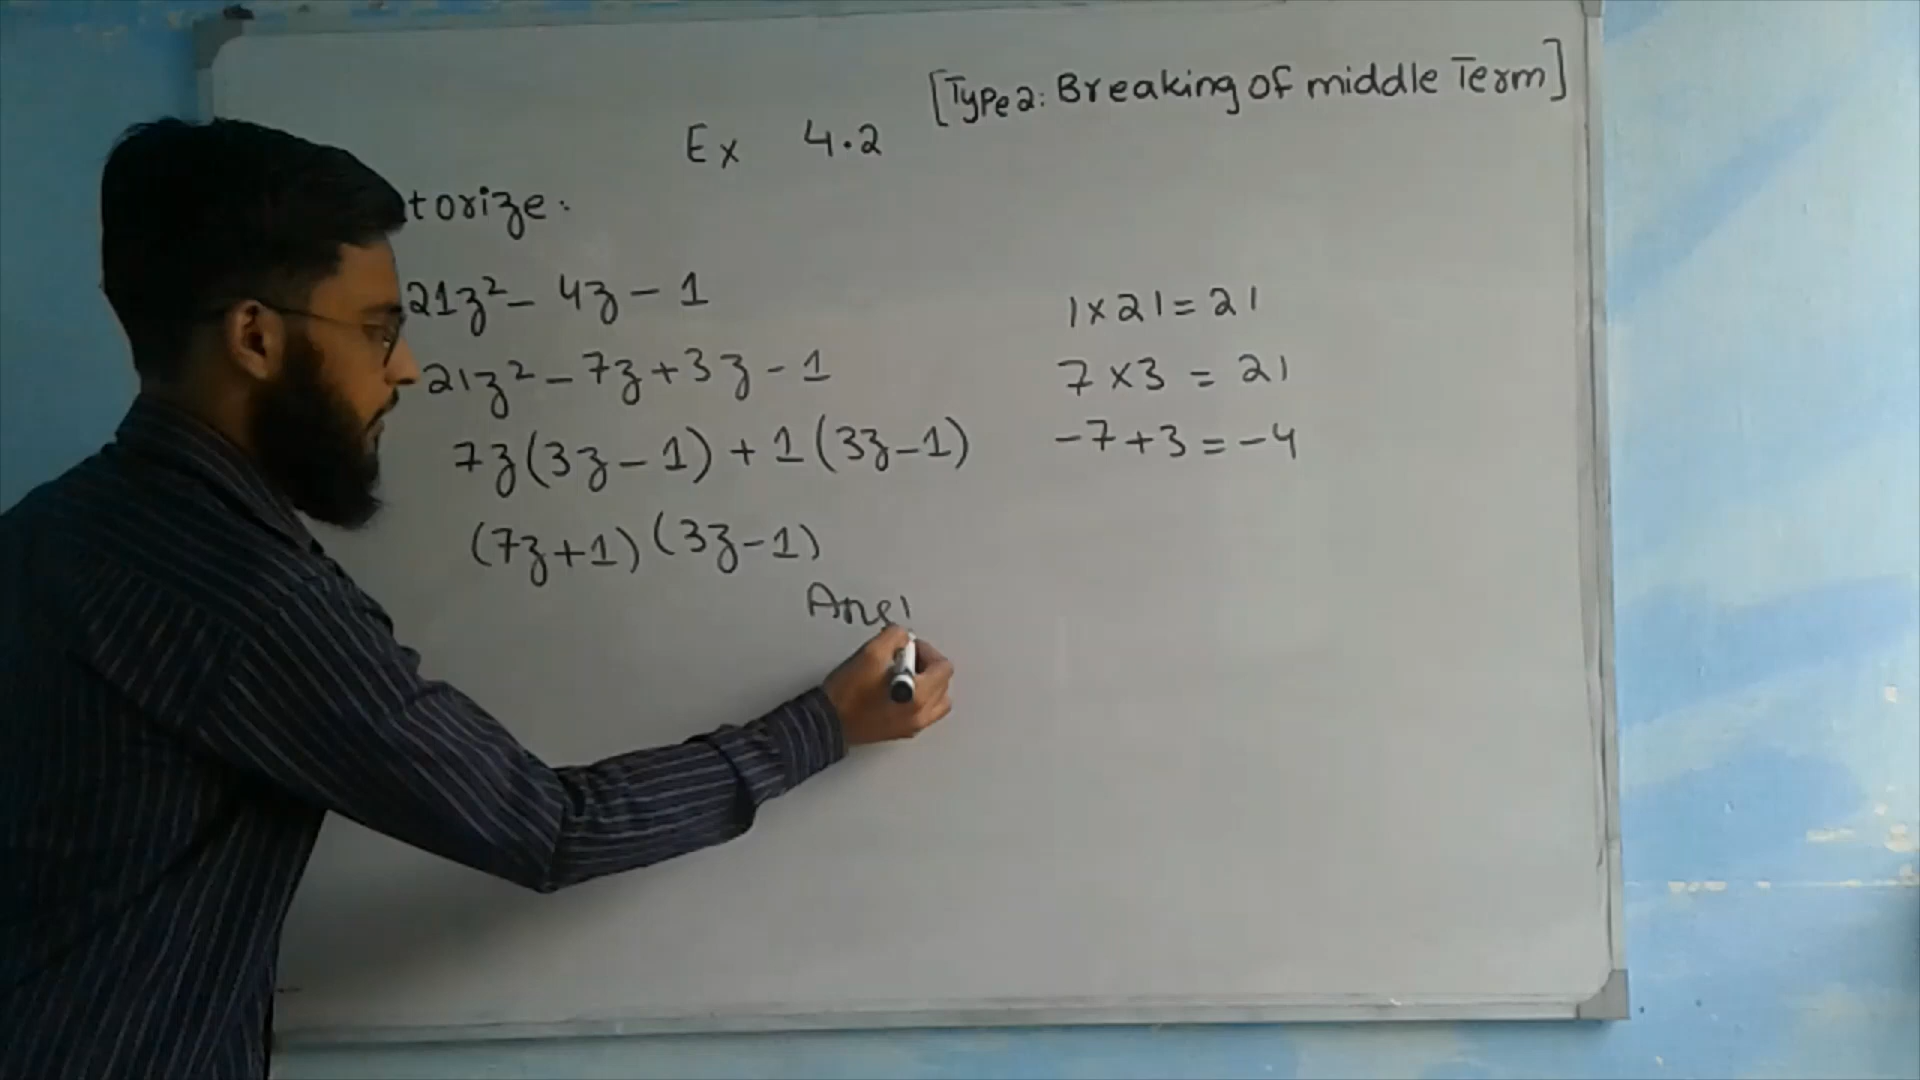 [Type 2: Breaking of middle Term]
Ex 4.2
torize:
21z² - 4z - 1
21z² - 7z + 3z - 1
7z(3z - 1) + 1(3z - 1)
(7z + 1)(3z - 1)
Ans
1 × 21 = 21
7 × 3 = 21
-7 + 3 = -4